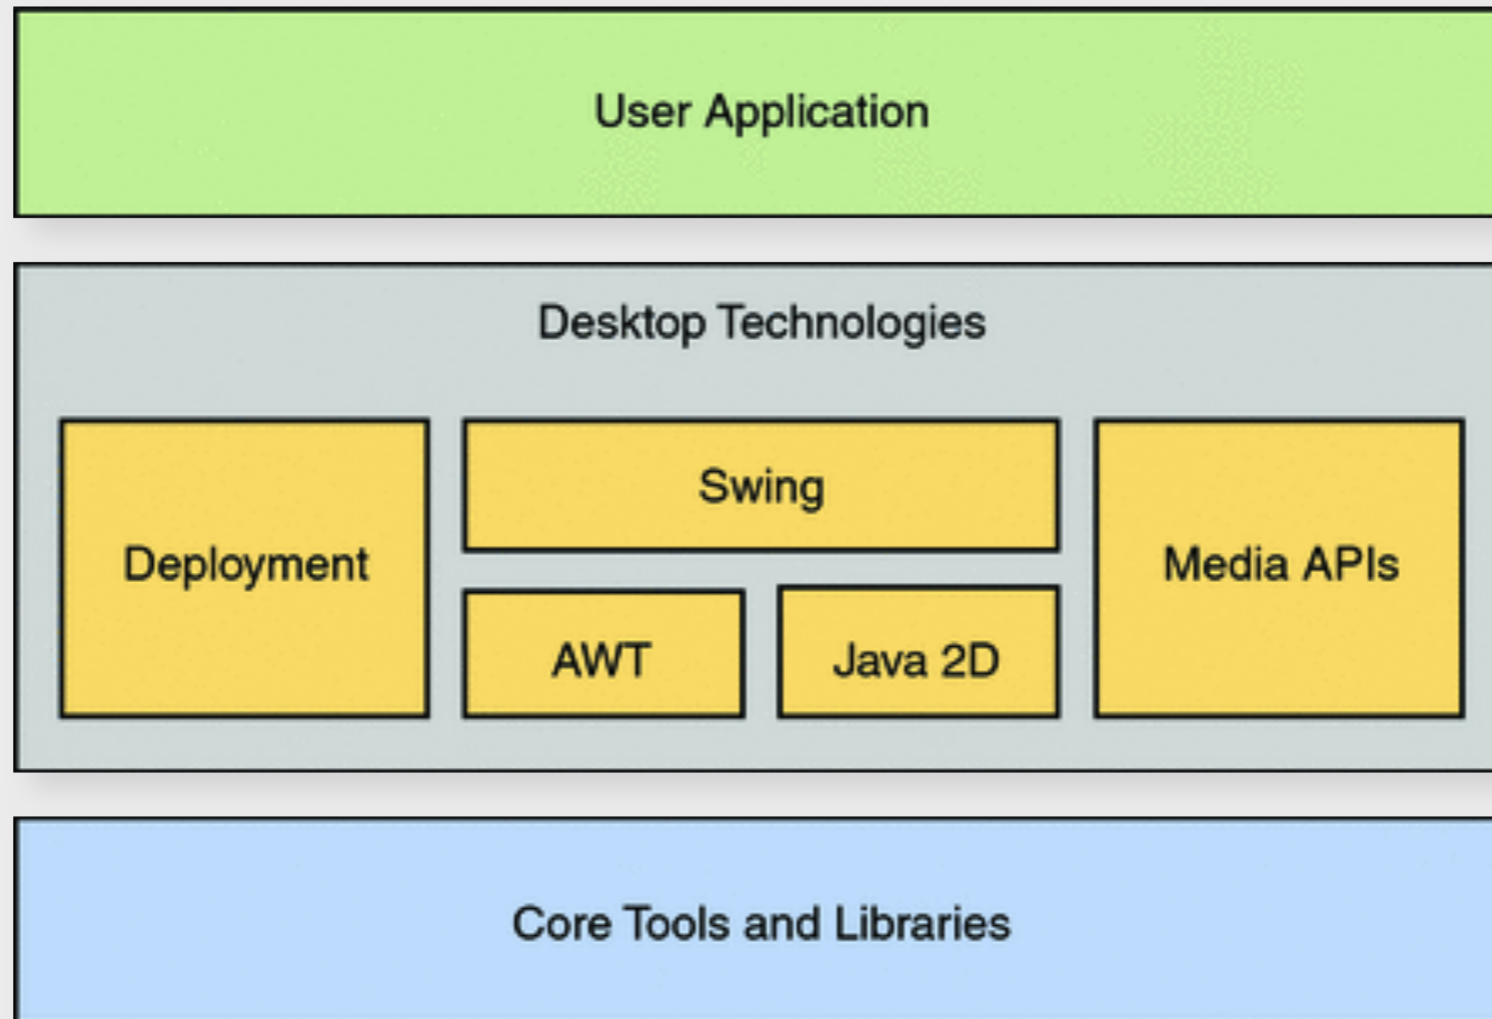 User Application
Desktop Technologies
Deployment
Swing
AWT
Java 2D
Media APIs
Core Tools and Libraries